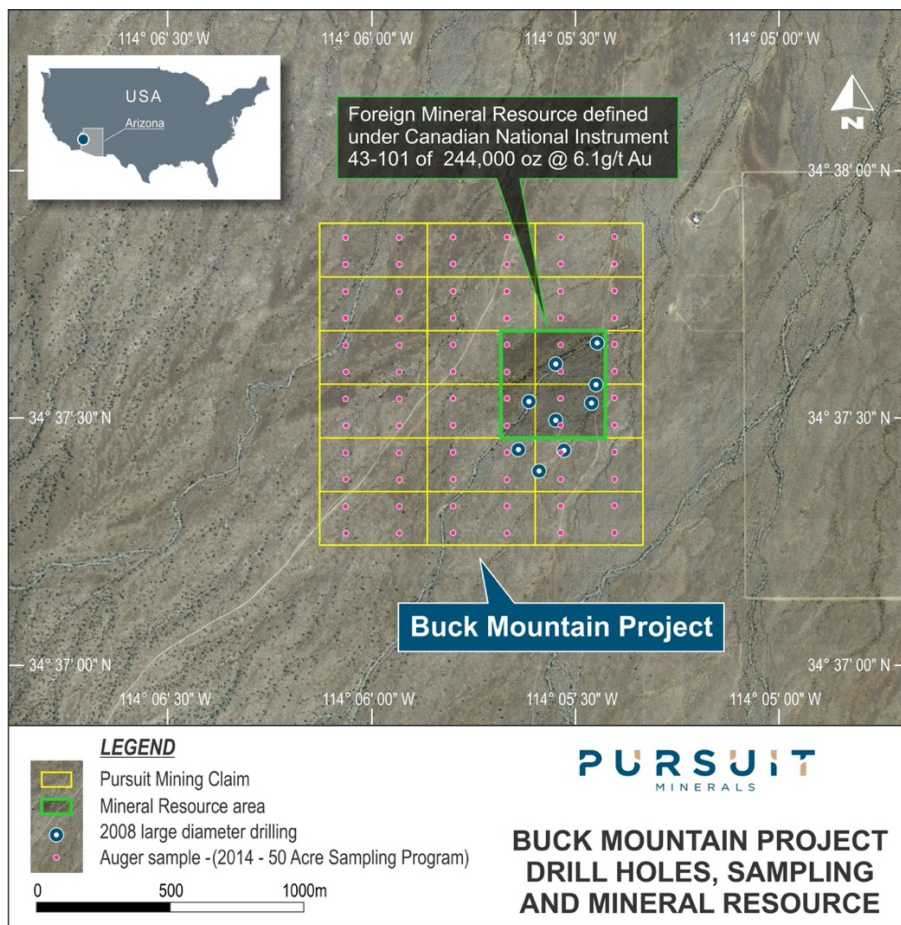 114° 06' 30" W
114° 06' 00" W
114° 05' 30" W
114° 05' 00" W
USA
Arizona
Foreign Mineral Resource defined
under Canadian National Instrument
43-101 of 244,000 oz @ 6.1g/t Au
N
34° 38' 00" N
34° 37' 30" N
34° 37' 30" N
Buck Mountain Project
34° 37' 00" N
34° 37' 00" N
114° 06' 30" W
114° 06' 00" W
114° 05' 30" W
114° 05' 00" W
LEGEND
Pursuit Mining Claim
Mineral Resource area
2008 large diameter drilling
Auger sample -(2014 - 50 Acre Sampling Program)
0
500
1000m
PURSUIT
MINERALS
BUCK MOUNTAIN PROJECT
DRILL HOLES, SAMPLING
AND MINERAL RESOURCE